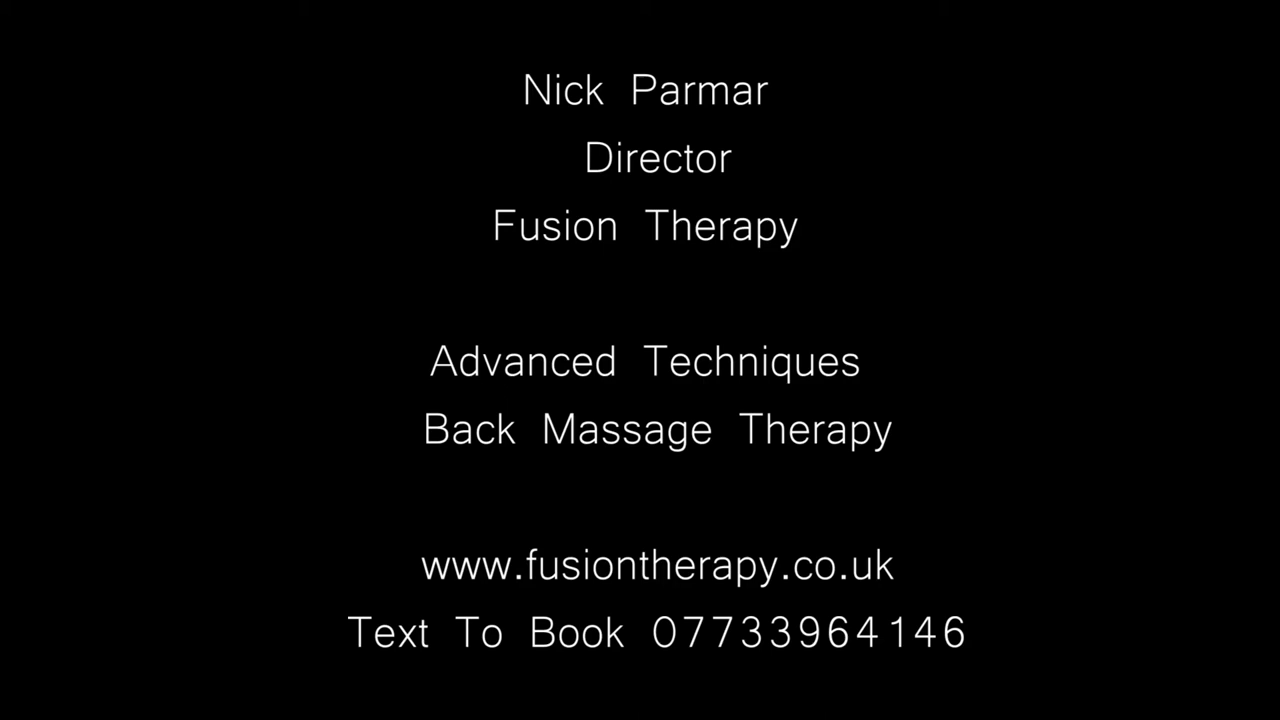 Nick Parmar
Director
Fusion Therapy
Advanced Techniques
Back Massage Therapy
www.fusiontherapy.co.uk
Text To Book 07733964146